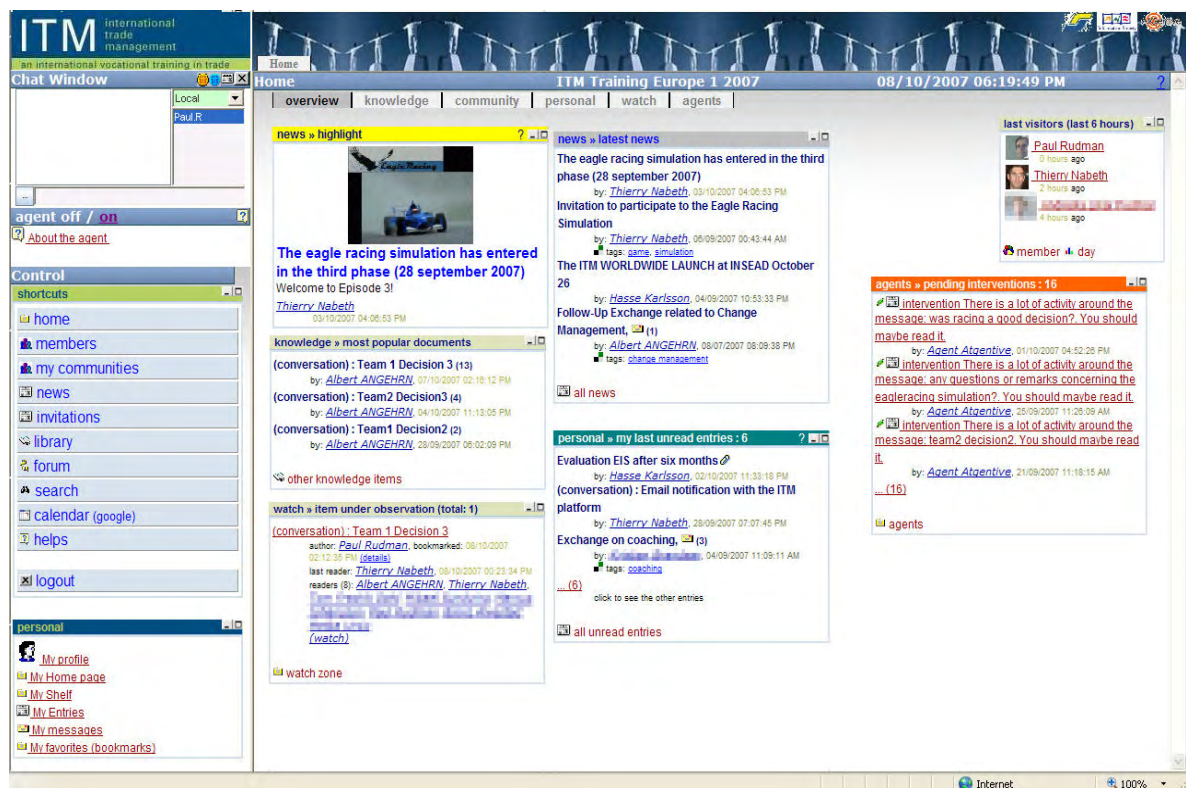 ITM international
trade
management
an international vocational training in trade
Home
Chat Window
Local
Paul.R
...
agent off / on
?
? About the agent
Control
shortcuts
home
members
my communities
news
invitations
library
forum
search
calendar (google)
helps
logout
personal
My profile
My Home page
My Shelf
My Entries
My messages
My favorites (bookmarks)
Home ITM Training Europe 1 2007 08/10/2007 06:19:49 PM ?
overview knowledge community personal watch agents
news » highlight ?
Eagle Racing
The eagle racing simulation has entered
in the third phase (28 september 2007)
Welcome to Episode 3!
Thierry Nabeth
03/10/2007 04:06:53 PM
knowledge » most popular documents
(conversation) : Team 1 Decision 3 (13)
by: Albert ANGEHRN, 07/10/2007 02:16:12 PM
(conversation) : Team2 Decision3 (4)
by: Albert ANGEHRN, 04/10/2007 11:13:05 PM
(conversation) : Team1 Decision2 (2)
by: Albert ANGEHRN, 28/09/2007 06:02:09 PM
other knowledge items
watch » item under observation (total: 1)
(conversation) : Team 1 Decision 3
author: Paul Rudman, bookmarked: 08/10/2007
02:12:35 PM (details)
last reader: Thierry Nabeth, 08/10/2007 00:23:34 PM
readers (8): Albert ANGEHRN, Thierry Nabeth,
(watch)
watch zone
news » latest news
The eagle racing simulation has entered in the third
phase (28 september 2007)
by: Thierry Nabeth, 03/10/2007 04:06:53 PM
Invitation to participate to the Eagle Racing
Simulation
by: Thierry Nabeth, 06/09/2007 00:43:44 AM
tags: game, simulation
The ITM WORLDWIDE LAUNCH at INSEAD October
26
by: Hasse Karlsson, 04/09/2007 10:53:33 PM
Follow-Up Exchange related to Change
Management, (1)
by: Albert ANGEHRN, 08/07/2007 08:09:38 PM
tags: change management
all news
personal » my last unread entries : 6 ?
Evaluation EIS after six months
by: Hasse Karlsson, 02/10/2007 11:33:18 PM
(conversation) : Email notification with the ITM
platform
by: Thierry Nabeth, 28/09/2007 07:07:45 PM
Exchange on coaching, (3)
by: , 04/09/2007 11:09:11 AM
tags: coaching
... (6)
click to see the other entries
all unread entries
last visitors (last 6 hours)
Paul Rudman
0 hours ago
Thierry Nabeth
2 hours ago
4 hours ago
member day
agents » pending interventions : 16
intervention There is a lot of activity around the
message: was racing a good decision?. You should
maybe read it.
by: Agent Atgentive, 01/10/2007 04:52:26 PM
intervention There is a lot of activity around the
message: any questions or remarks concerning the
eagleracing simulation?. You should maybe read it.
by: Agent Atgentive, 25/09/2007 11:26:09 AM
intervention There is a lot of activity around the
message: team2 decision2. You should maybe read
it.
by: Agent Atgentive, 21/09/2007 11:18:15 AM
... (16)
agents
Internet 100%